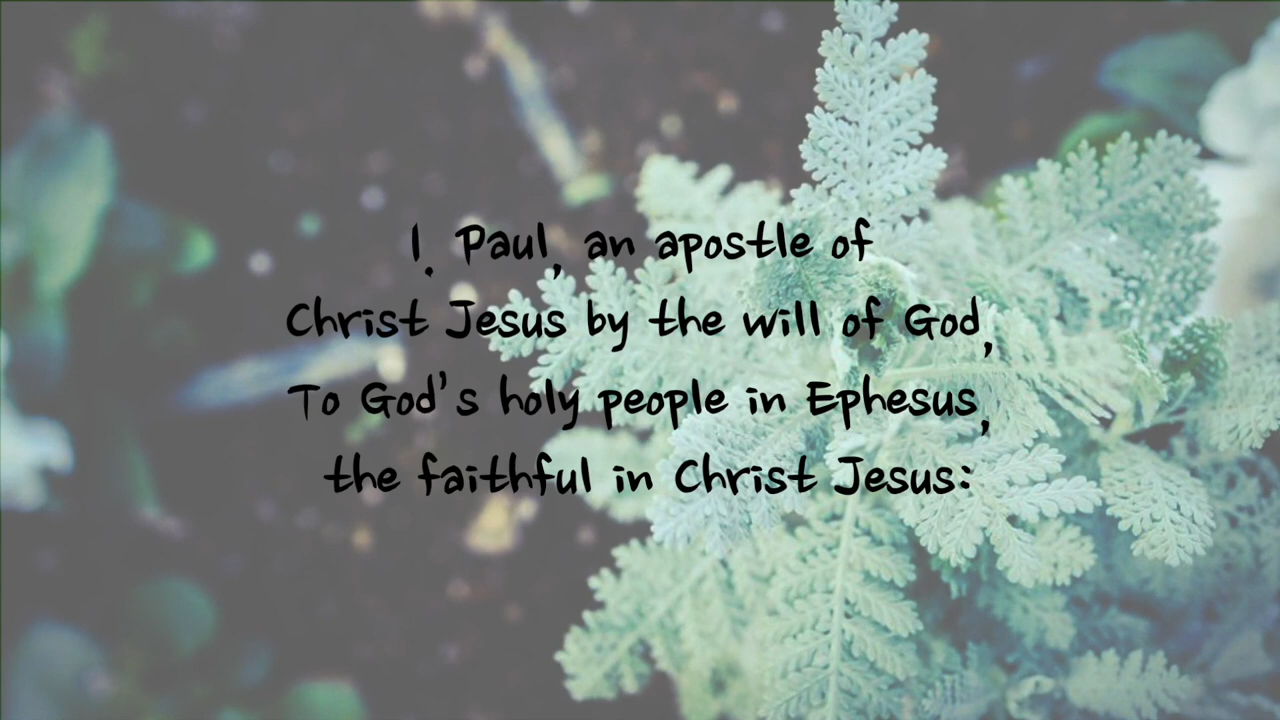 1. Paul, an apostle of
Christ Jesus by the will of God,
To God's holy people in Ephesus,
the faithful in Christ Jesus: